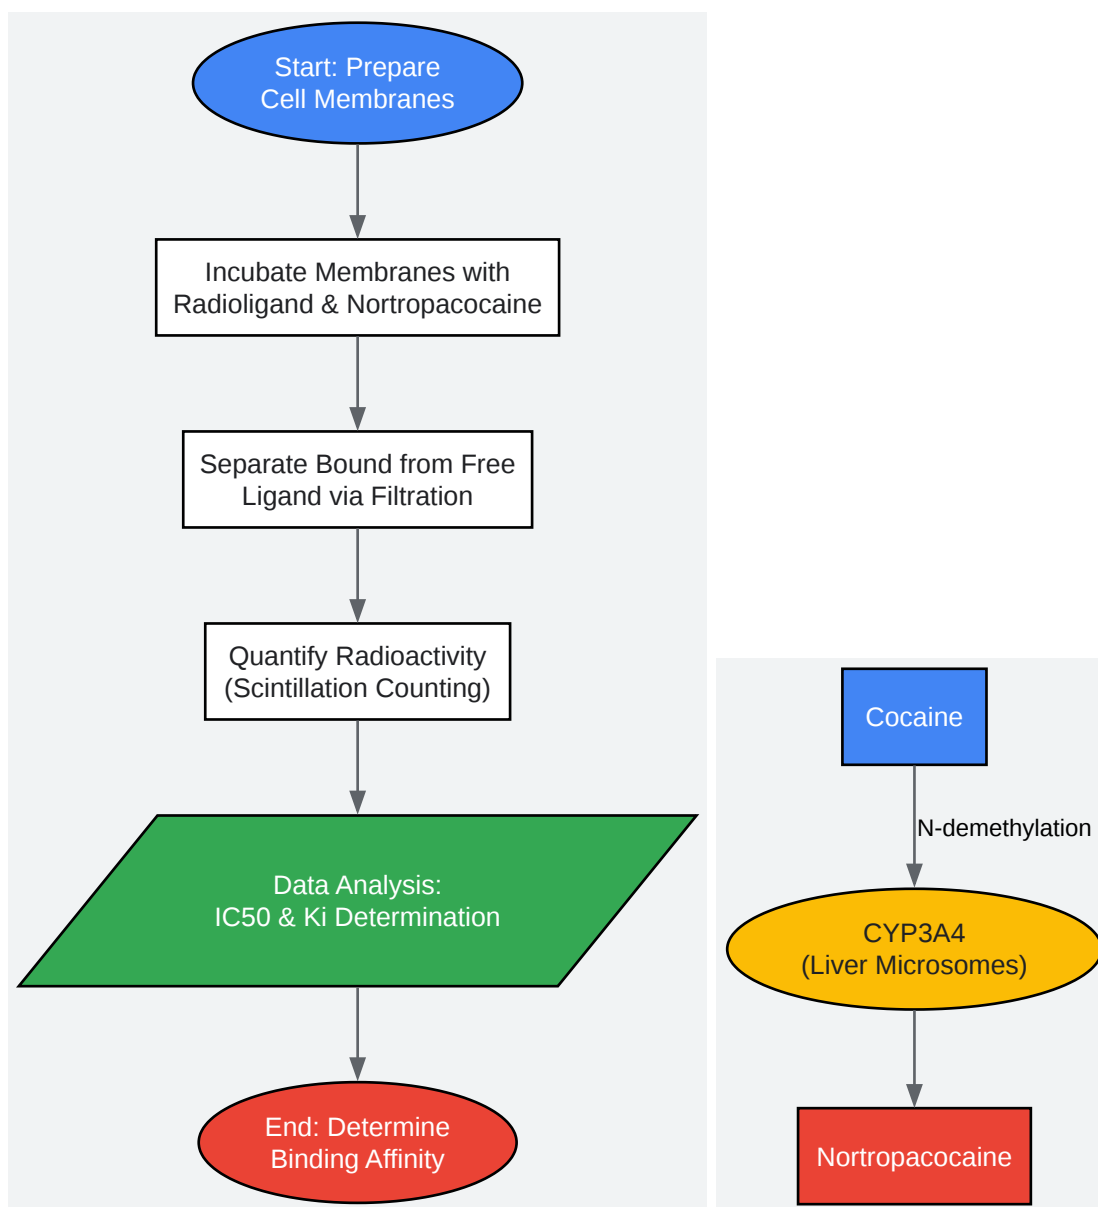 Start: Prepare
Cell Membranes
Incubate Membranes with
Radioligand & Nortropacocaine
Separate Bound from Free
Ligand via Filtration
Quantify Radioactivity
(Scintillation Counting)
Data Analysis:
IC50 & Ki Determination
End: Determine
Binding Affinity
Cocaine
N-demethylation
CYP3A4
(Liver Microsomes)
Nortropacocaine